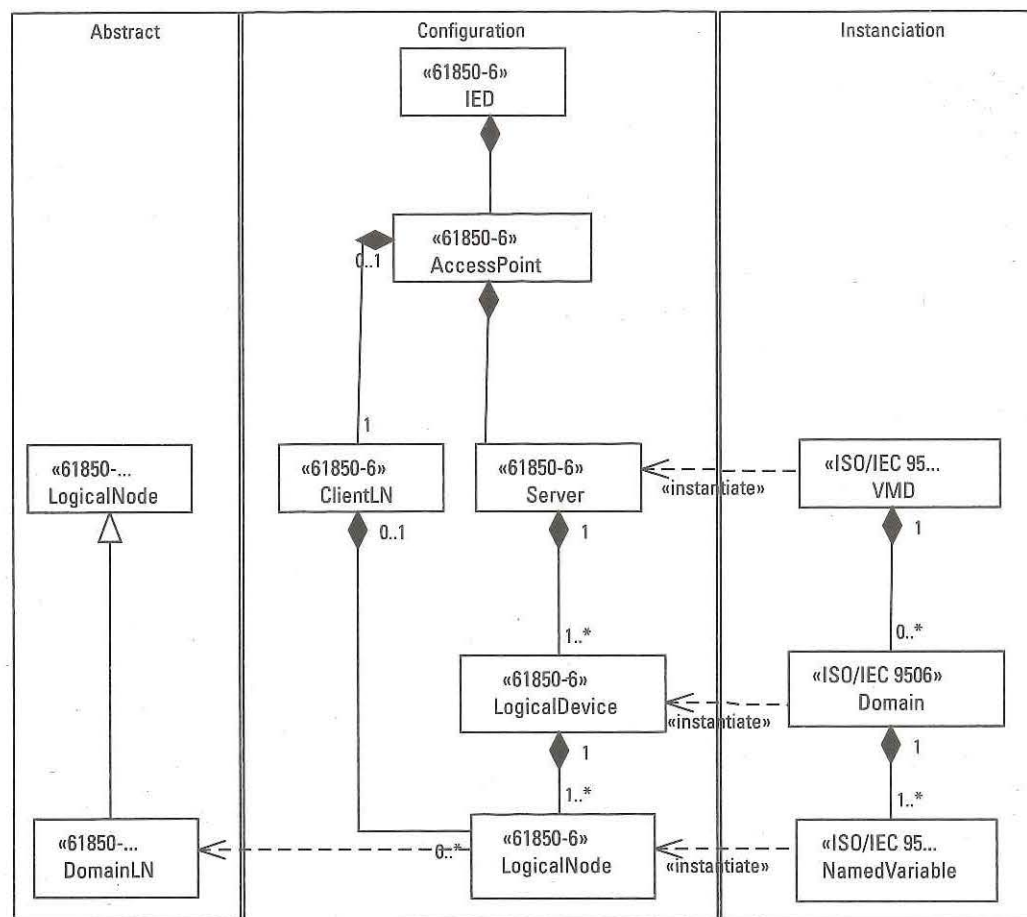 Abstract
Configuration
Instanciation
«61850-6»
IED
«61850-6»
AccessPoint
0..1
1
«61850-...
LogicalNode
«61850-6»
ClientLN
0..1
«61850-6»
Server
1
«instantiate»
«ISO/IEC 95...
VMD
1
1..*
0..*
«61850-6»
LogicalDevice
1
«instantiate»
«ISO/IEC 9506»
Domain
1
1..*
1..*
«61850-...
DomainLN
0..*
«61850-6»
LogicalNode
«instantiate»
«ISO/IEC 95...
NamedVariable